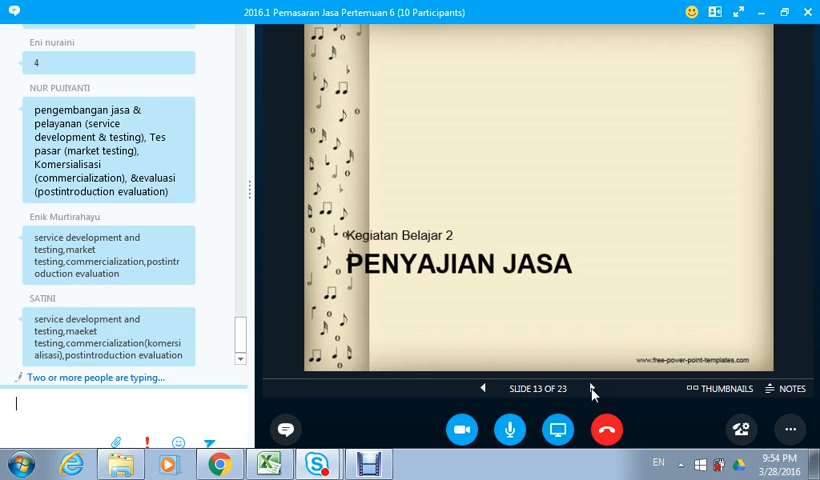 2016.1 Pemasaran Jasa Pertemuan 6 (10 Participants)
Eni nuraini
4
NUR PUJIYANTI
pengembangan jasa &
pelayanan (service
development & testing), Tes
pasar (market testing),
Komersialisasi
(commercialization), &evaluasi
(postintroduction evaluation)
Enik Murtirahayu
service development and
testing,market
testing,commercialization,postintr
oduction evaluation
SATINI
service development and
testing,maeket
testing,commercialization(komersi
alisasi),postintroduction evaluation
Two or more people are typing...
Kegiatan Belajar 2
PENYAJIAN JASA
www.free-power-point-templates.com
SLIDE 13 OF 23
THUMBNAILS
NOTES
EN
9:54 PM
3/28/2016